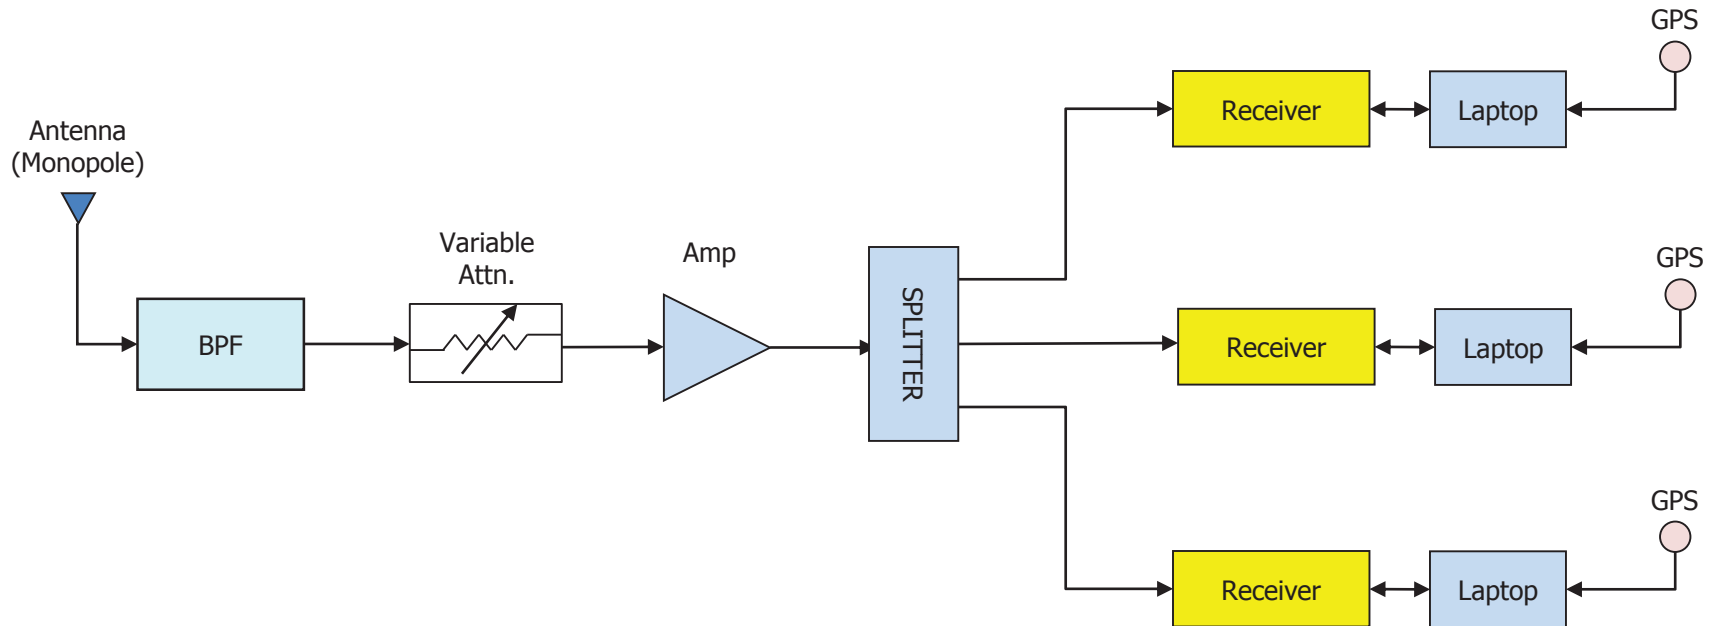 Antenna
(Monopole)
BPF
Variable
Attn.
Amp
SPLITTER
Receiver
Laptop
GPS
Receiver
Laptop
GPS
Receiver
Laptop
GPS